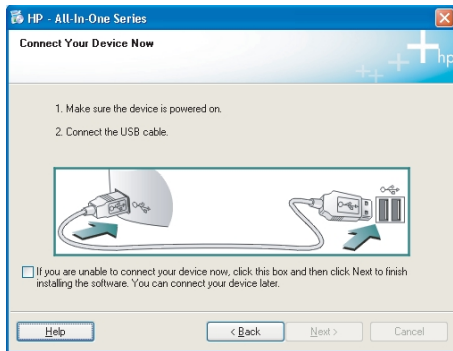 HP - All-In-One Series
Connect Your Device Now
hp
1. Make sure the device is powered on.
2. Connect the USB cable.
If you are unable to connect your device now, click this box and then click Next to finish
installing the software. You can connect your device later.
Help
< Back
Next >
Cancel